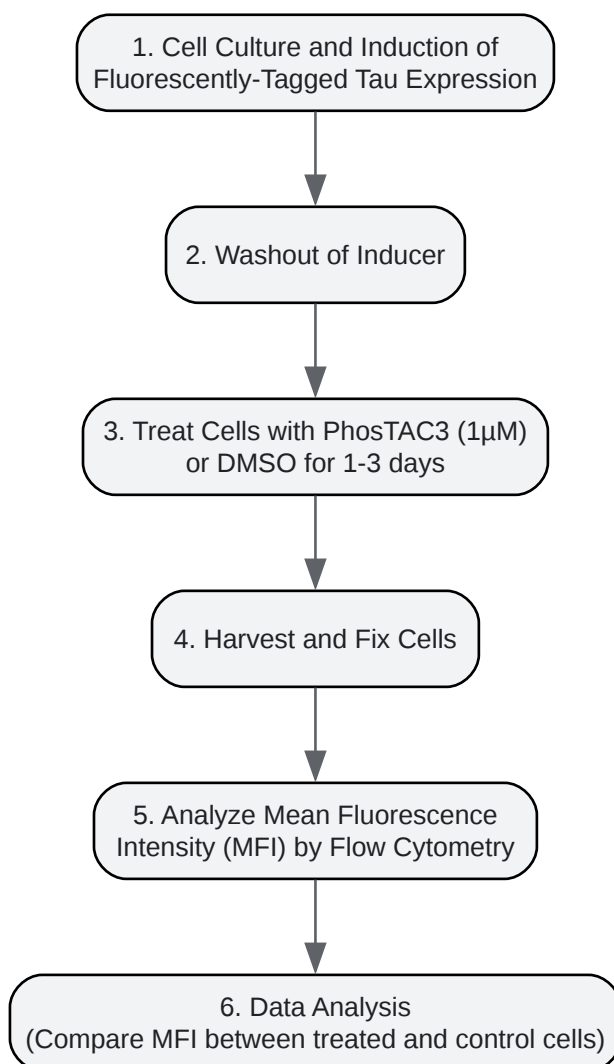 1. Cell Culture and Induction of
Fluorescently-Tagged Tau Expression
2. Washout of Inducer
3. Treat Cells with PhosTAC3 (1µM)
or DMSO for 1-3 days
4. Harvest and Fix Cells
5. Analyze Mean Fluorescence
Intensity (MFI) by Flow Cytometry
6. Data Analysis
(Compare MFI between treated and control cells)